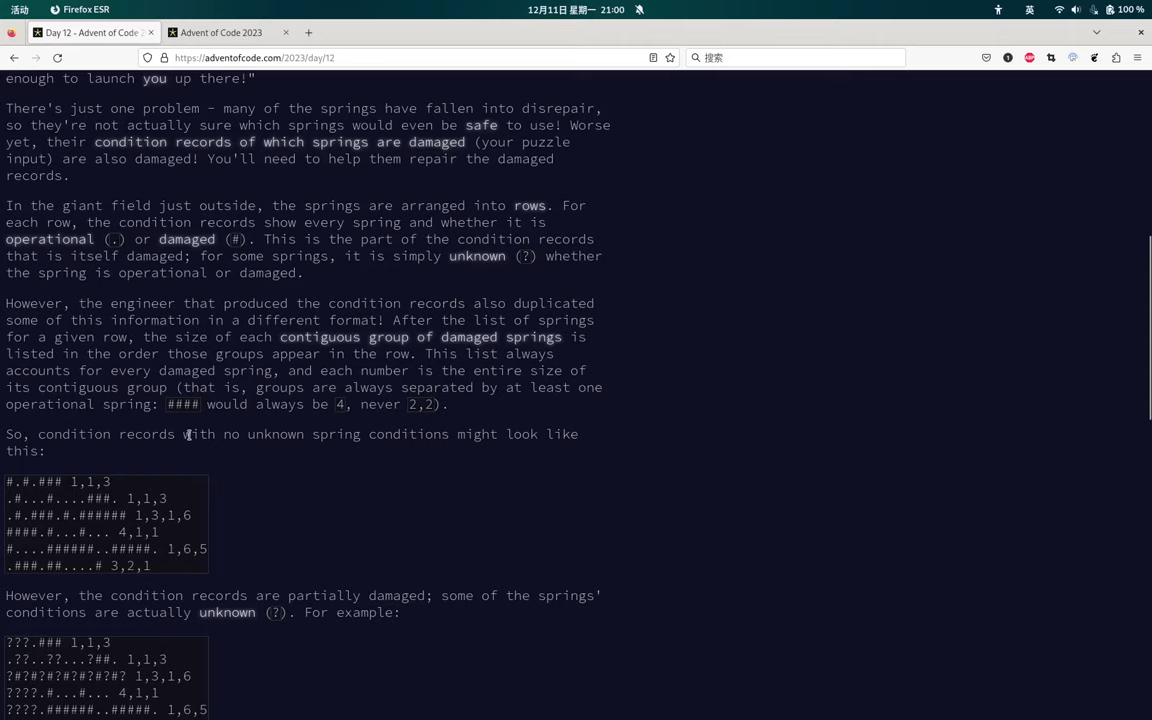 活动
Firefox ESR
12月11日 星期一 21:00
英
100 %
Day 12 - Advent of Code 2
Advent of Code 2023
https://adventofcode.com/2023/day/12
搜索
enough to launch you up there!"
There's just one problem - many of the springs have fallen into disrepair,
so they're not actually sure which springs would even be safe to use! Worse
yet, their condition records of which springs are damaged (your puzzle
input) are also damaged! You'll need to help them repair the damaged
records.
In the giant field just outside, the springs are arranged into rows. For
each row, the condition records show every spring and whether it is
operational (.) or damaged (#). This is the part of the condition records
that is itself damaged; for some springs, it is simply unknown (?) whether
the spring is operational or damaged.
However, the engineer that produced the condition records also duplicated
some of this information in a different format! After the list of springs
for a given row, the size of each contiguous group of damaged springs is
listed in the order those groups appear in the row. This list always
accounts for every damaged spring, and each number is the entire size of
its contiguous group (that is, groups are always separated by at least one
operational spring: #### would always be 4, never 2,2).
So, condition records with no unknown spring conditions might look like
this:
#.#.### 1,1,3
.#...#....###. 1,1,3
.#.###.#.###### 1,3,1,6
####.#...#... 4,1,1
#....######..#####. 1,6,5
.###.##....# 3,2,1
However, the condition records are partially damaged; some of the springs'
conditions are actually unknown (?). For example:
???.### 1,1,3
.??..??...?##. 1,1,3
?#?#?#?#?#?#?#? 1,3,1,6
????.#...#... 4,1,1
????.######..#####. 1,6,5